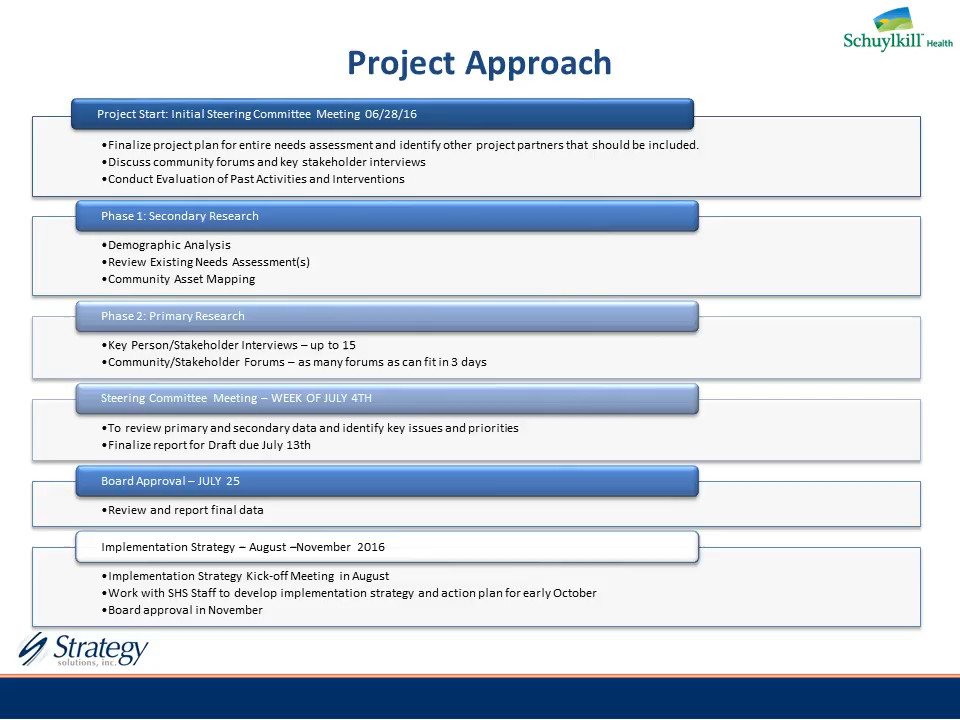 Schuylkill Health
Project Approach
Project Start: Initial Steering Committee Meeting 06/28/16
•Finalize project plan for entire needs assessment and identify other project partners that should be included.
•Discuss community forums and key stakeholder interviews
•Conduct Evaluation of Past Activities and Interventions
Phase 1: Secondary Research
•Demographic Analysis
•Review Existing Needs Assessment(s)
•Community Asset Mapping
Phase 2: Primary Research
•Key Person/Stakeholder Interviews – up to 15
•Community/Stakeholder Forums – as many forums as can fit in 3 days
Steering Committee Meeting – WEEK OF JULY 4TH
•To review primary and secondary data and identify key issues and priorities
•Finalize report for Draft due July 13th
Board Approval – JULY 25
•Review and report final data
Implementation Strategy – August –November 2016
•Implementation Strategy Kick-off Meeting in August
•Work with SHS Staff to develop implementation strategy and action plan for early October
•Board approval in November
Strategy
solutions, inc.